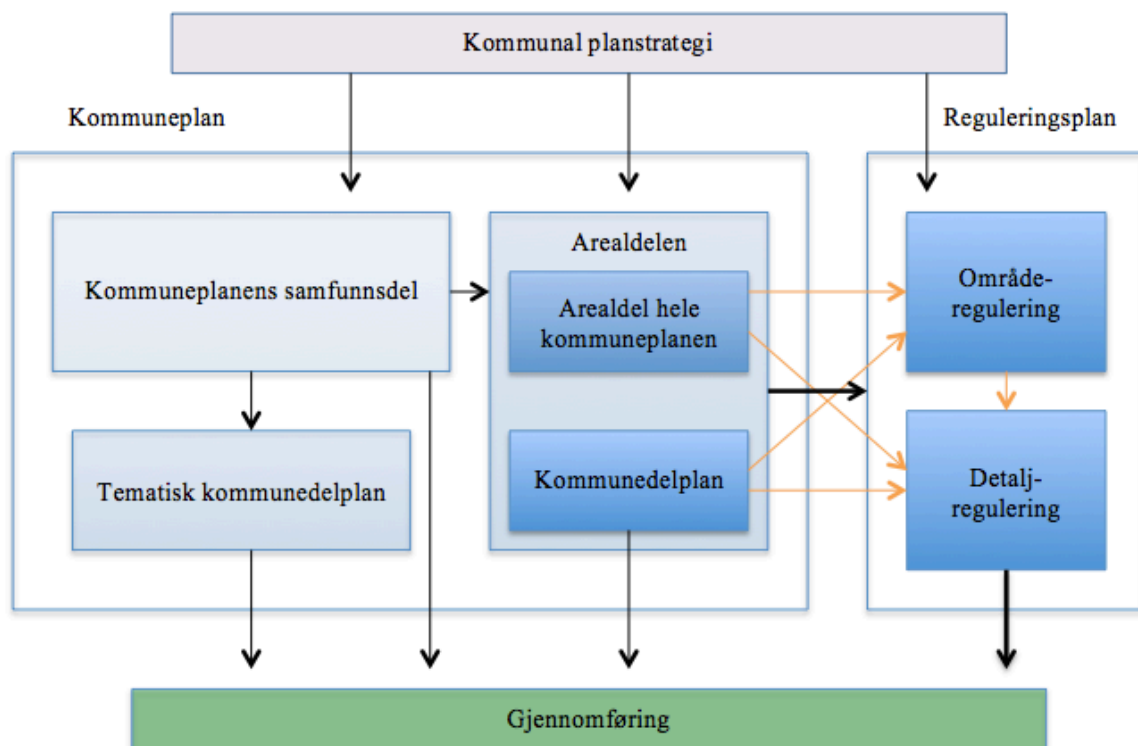 Kommunal planstrategi
Kommuneplan
Reguleringsplan
Kommuneplanens samfunnsdel
Arealdelen
Arealdel hele
kommuneplanen
Område-
regulering
Tematisk kommunedelplan
Kommunedelplan
Detalj-
regulering
Gjennomføring